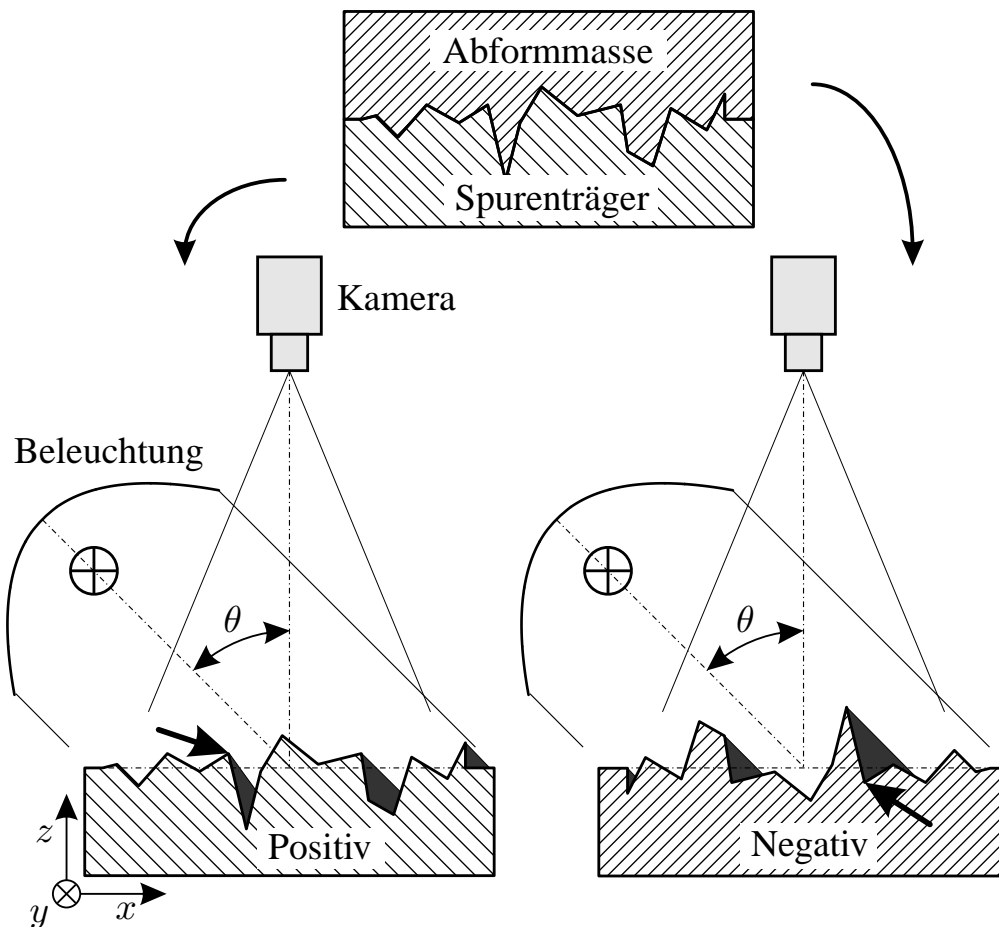 Abformmasse
Spurenträger
Kamera
Beleuchtung
θ
θ
Positiv
Negativ
z
y
x